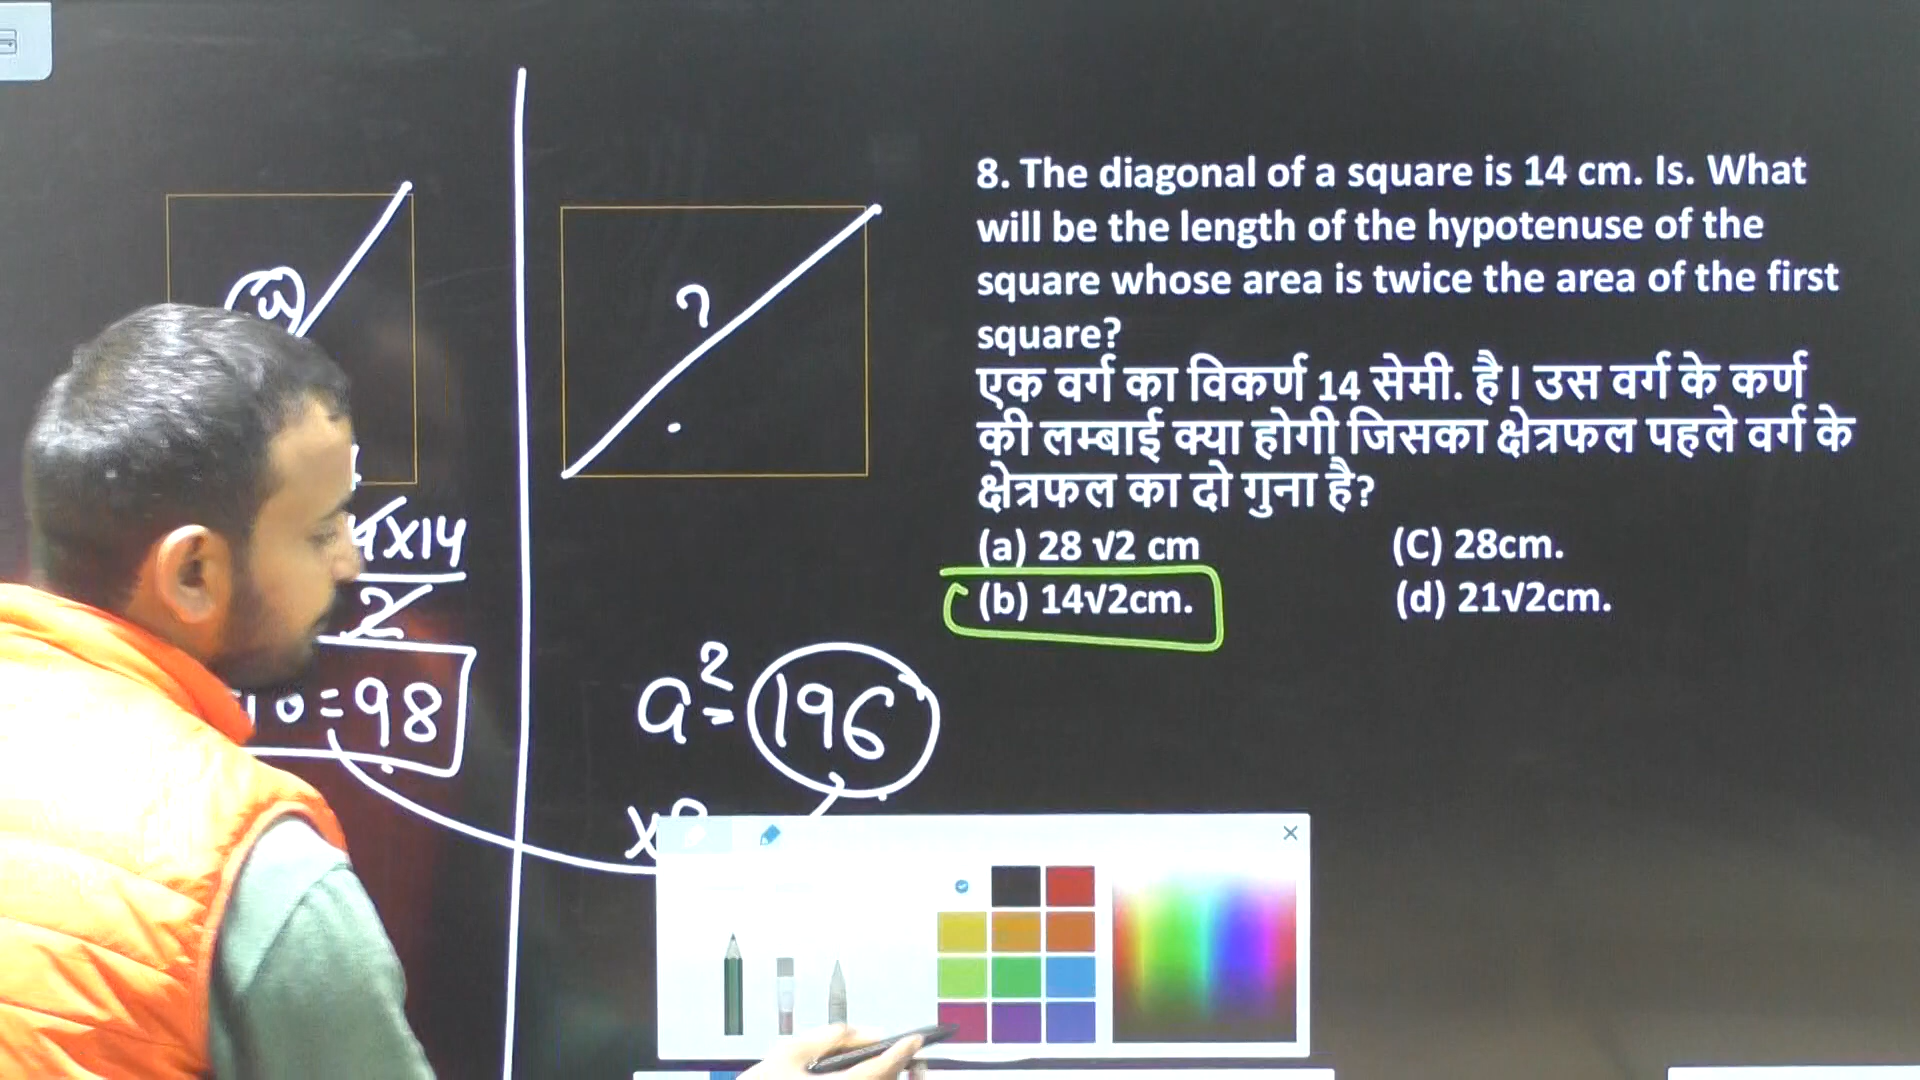 8. The diagonal of a square is 14 cm. Is. What
will be the length of the hypotenuse of the
square whose area is twice the area of the first
square?
एक वर्ग का विकर्ण 14 सेमी. है। उस वर्ग के कर्ण
की लम्बाई क्या होगी जिसका क्षेत्रफल पहले वर्ग के
क्षेत्रफल का दो गुना है?
(a) 28 √2 cm (C) 28cm.
(b) 14√2cm. (d) 21√2cm.
?
X14
2
=98
a²=196